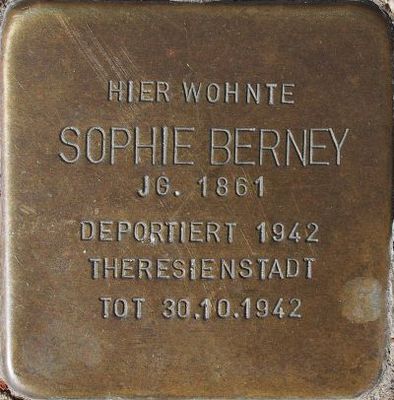 HIER WOHNTE
SOPHIE BERNEY
JG. 1861
DEPORTIERT 1942
THERESIENSTADT
TOT 30.10.1942